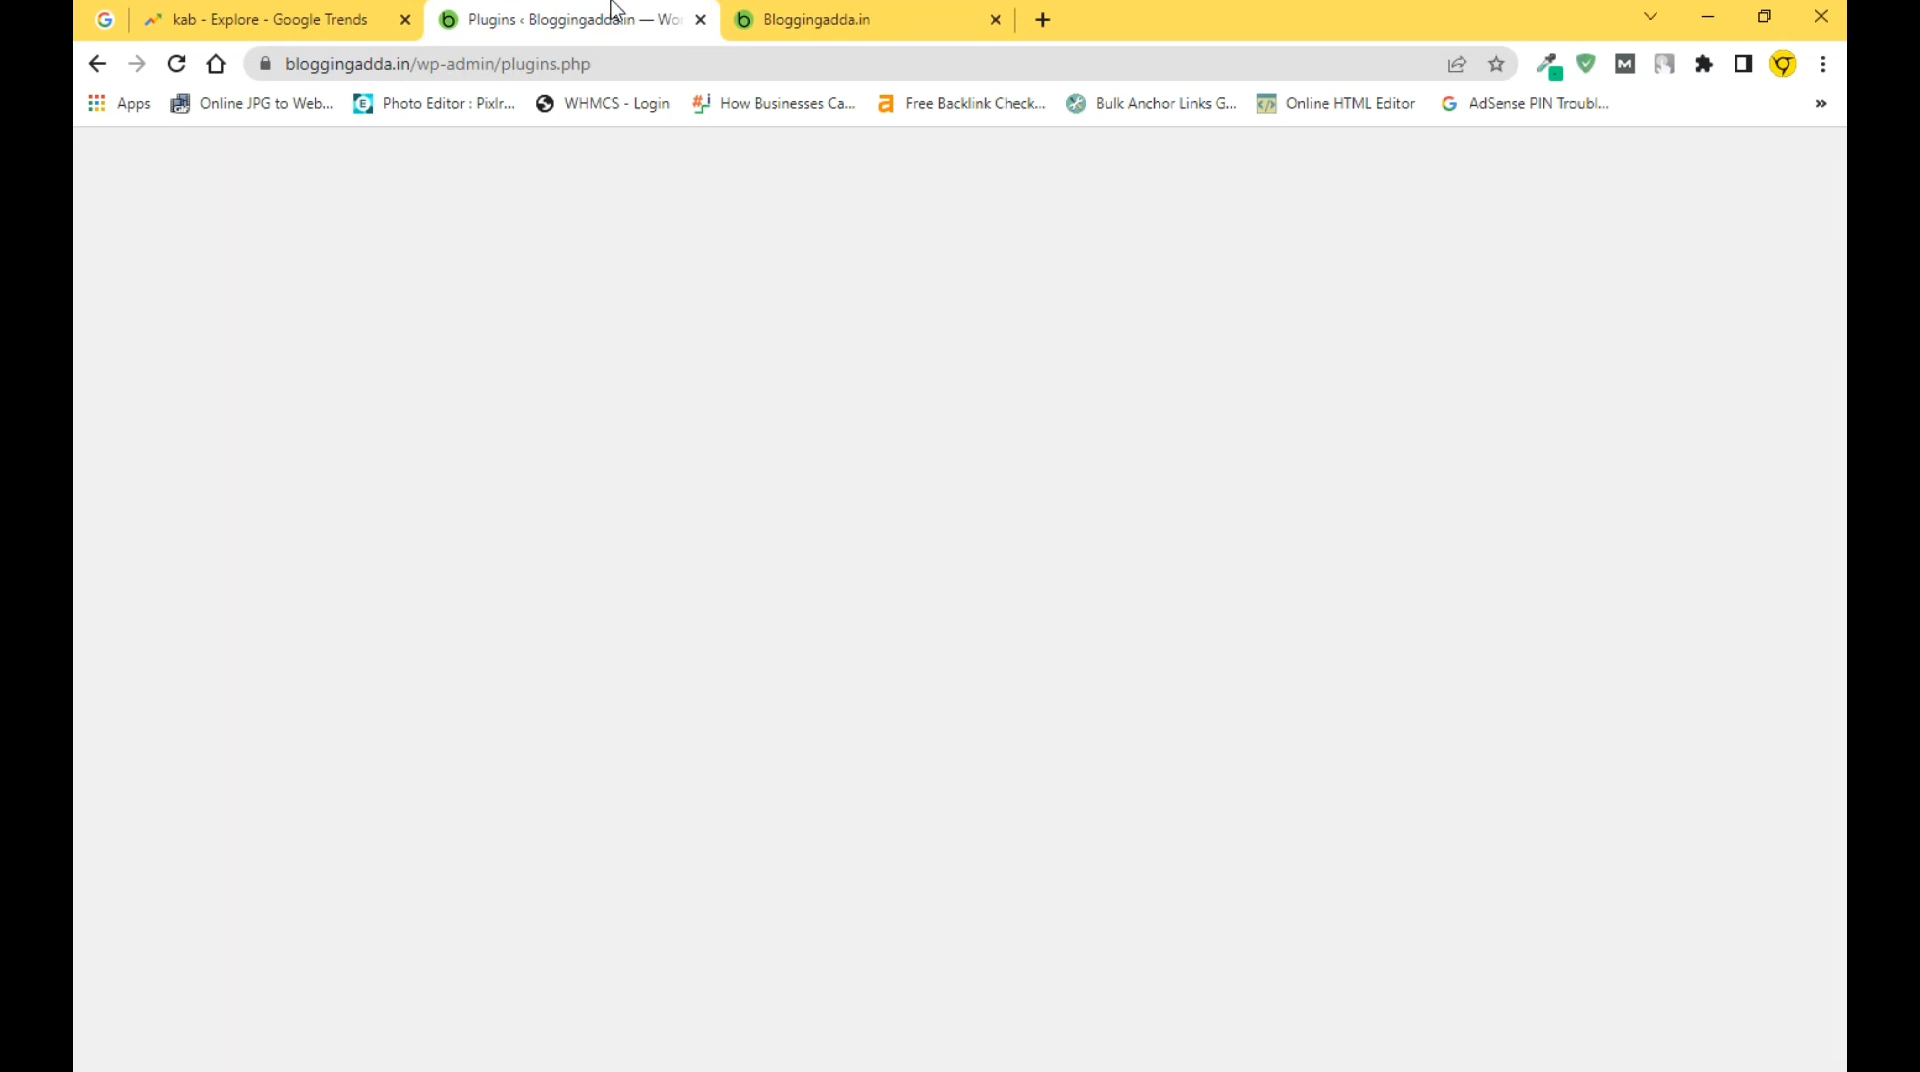 kab - Explore - Google Trends
Plugins ‹ Bloggingadda.in — Wo
Bloggingadda.in
bloggingadda.in/wp-admin/plugins.php
Apps
Online JPG to Web...
Photo Editor : Pixlr...
WHMCS - Login
How Businesses Ca...
Free Backlink Check...
Bulk Anchor Links G...
Online HTML Editor
AdSense PIN Troubl...